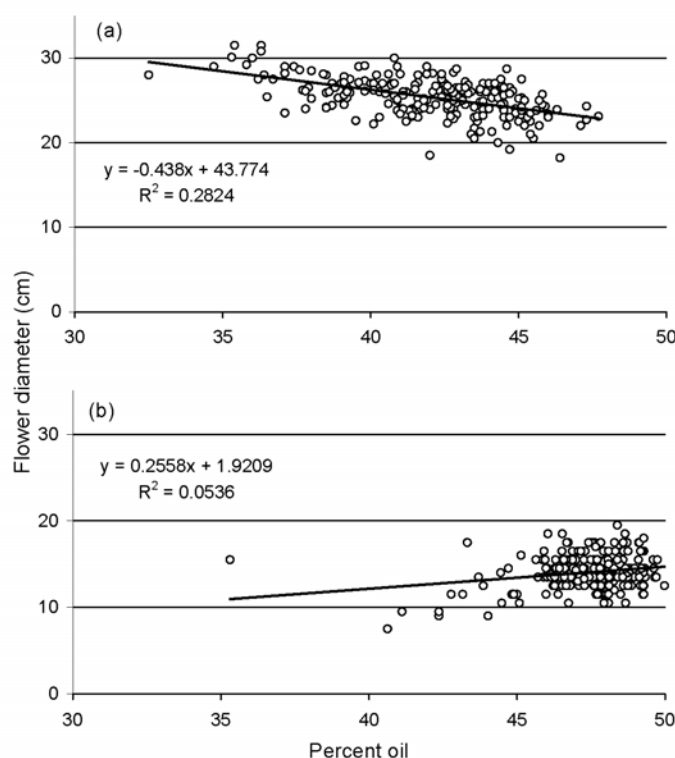 (a)
30
20
10
0
y = -0.438x + 43.774
R² = 0.2824
30 35 40 45 50
Flower diameter (cm)
(b)
30
20
10
0
y = 0.2558x + 1.9209
R² = 0.0536
30 35 40 45 50
Percent oil